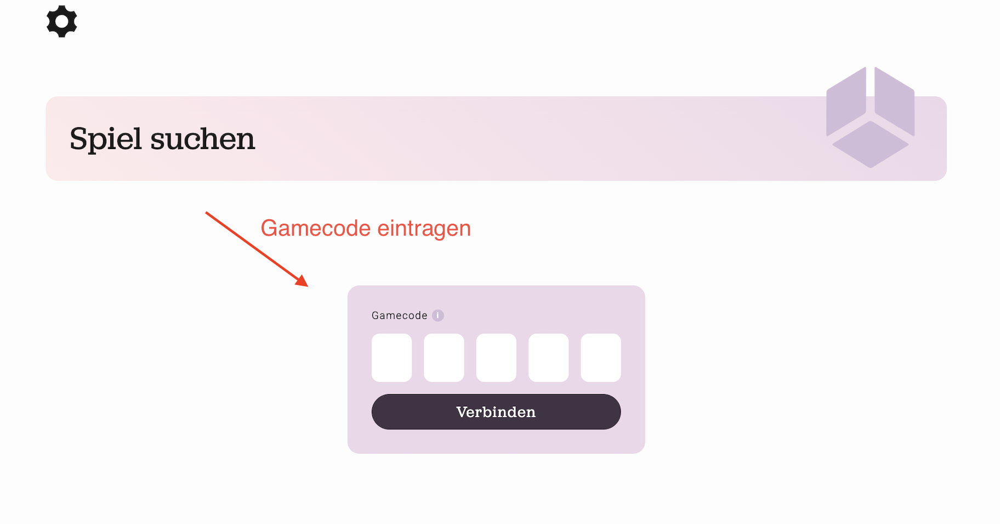 Spiel suchen
Gamecode eintragen
Gamecode i
Verbinden